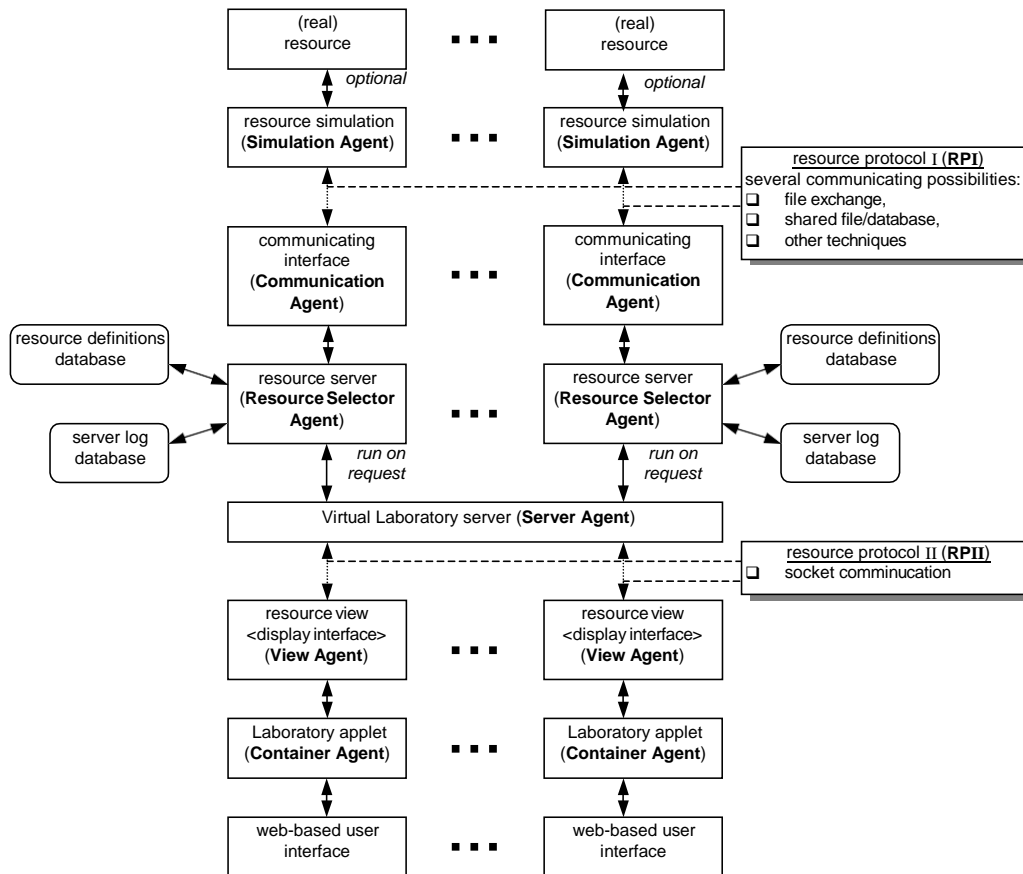 (real)
resource
(real)
resource
optional
optional
resource simulation
(Simulation Agent)
resource simulation
(Simulation Agent)
resource protocol I (RPI)
several communicating possibilities:
❑ file exchange,
❑ shared file/database,
❑ other techniques
communicating
interface
(Communication
Agent)
communicating
interface
(Communication
Agent)
resource definitions
database
resource server
(Resource Selector
Agent)
resource server
(Resource Selector
Agent)
resource definitions
database
server log
database
server log
database
run on
request
run on
request
Virtual Laboratory server (Server Agent)
resource protocol II (RPII)
❑ socket comminucation
resource view
<display interface>
(View Agent)
resource view
<display interface>
(View Agent)
Laboratory applet
(Container Agent)
Laboratory applet
(Container Agent)
web-based user
interface
web-based user
interface